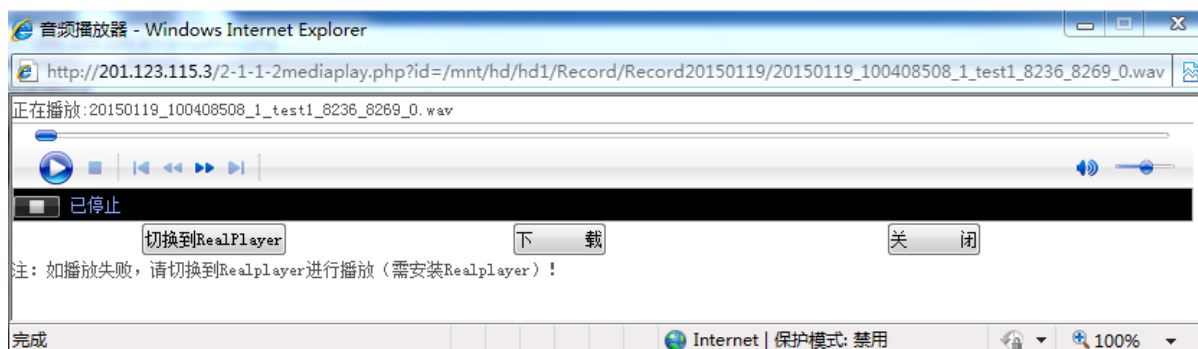 音频播放器 - Windows Internet Explorer
http://201.123.115.3/2-1-1-2mediaplay.php?id=/mnt/hd/hd1/Record/Record20150119/20150119_100408508_1_test1_8236_8269_0.wav
正在播放:20150119_100408508_1_test1_8236_8269_0.wav
已停止
切换到RealPlayer 下 载 关 闭
注：如播放失败，请切换到Realplayer进行播放（需安装Realplayer）！
完成 Internet | 保护模式: 禁用 100%